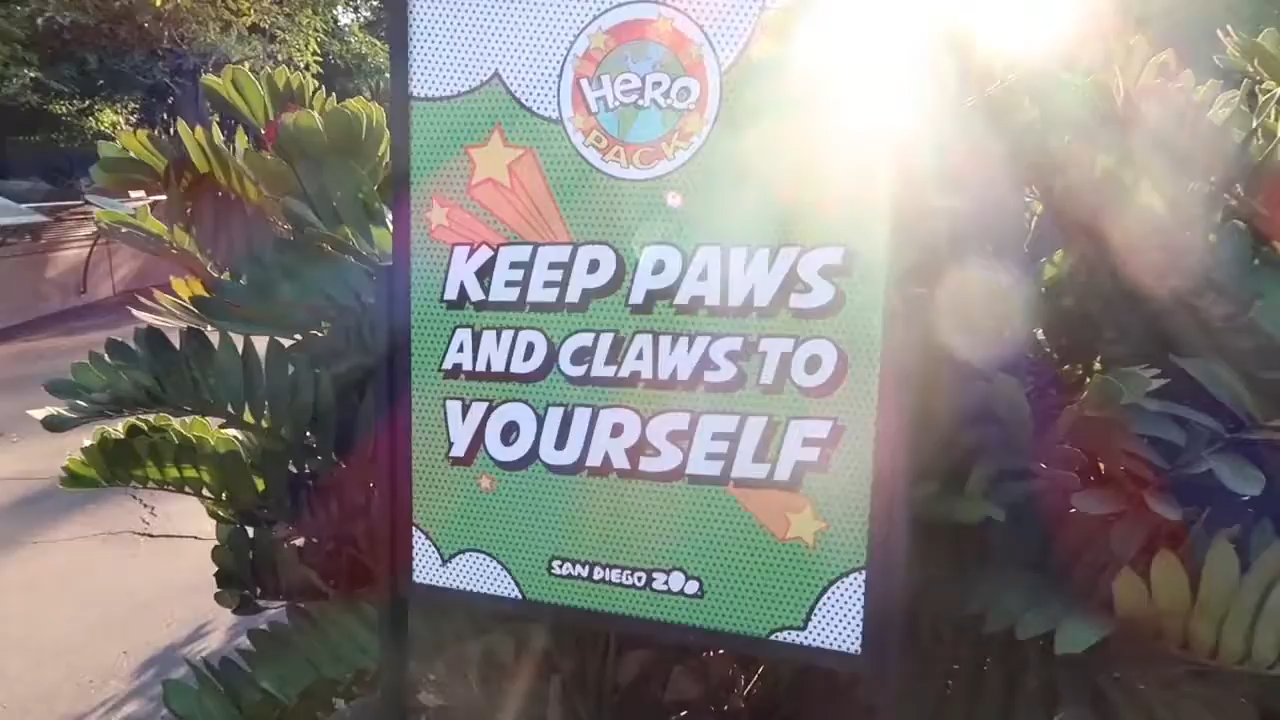 H.E.R.O.
PACK
KEEP PAWS
AND CLAWS TO
YOURSELF
SAN DIEGO ZOO